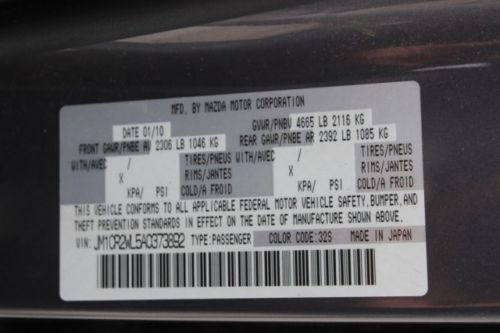 MFD. BY MAZDA MOTOR CORPORATION
DATE 01/10 GVWR/PNBV 4665 LB 2116 KG
FRONT GAWR/PNBE AV 2306 LB 1046 KG REAR GAWR/PNBE AR 2392 LB 1085 KG
WITH/AVEC / TIRES/PNEUS WITH/AVEC / TIRES/PNEUS
X RIMS/JANTES X RIMS/JANTES
KPA/ PSI COLD/A FROID KPA/ PSI COLD/A FROID
THIS VEHICLE CONFORMS TO ALL APPLICABLE FEDERAL MOTOR VEHICLE SAFETY, BUMPER, AND
THEFT PREVENTION STANDARDS IN EFFECT ON THE DATE OF MANUFACTURE SHOWN ABOVE.
VIN: JM1CR2WL5A0373692 TYPE:PASSENGER COLOR CODE:32S MADE IN JAPAN